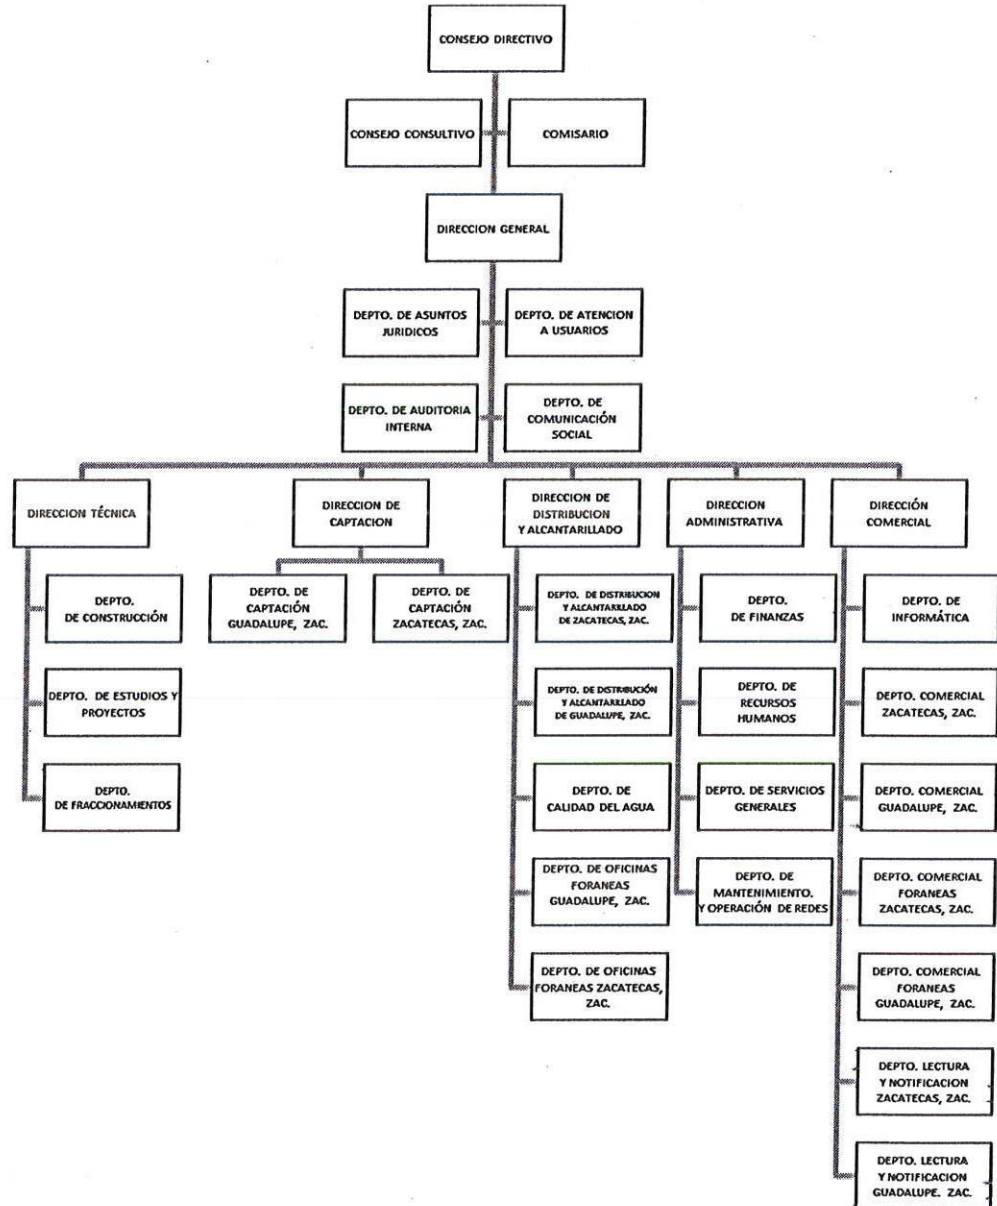 CONSEJO DIRECTIVO
CONSEJO CONSULTIVO
COMISARIO
DIRECCION GENERAL
DEPTO. DE ASUNTOS
JURIDICOS
DEPTO. DE ATENCION
A USUARIOS
DEPTO. DE AUDITORIA
INTERNA
DEPTO. DE
COMUNICACIÓN
SOCIAL
DIRECCION TÉCNICA
DEPTO.
DE CONSTRUCCIÓN
DEPTO. DE ESTUDIOS Y
PROYECTOS
DEPTO.
DE FRACCIONAMIENTOS
DIRECCION DE
CAPTACION
DEPTO. DE
CAPTACIÓN
GUADALUPE, ZAC.
DEPTO. DE
CAPTACIÓN
ZACATECAS, ZAC.
DIRECCION DE
DISTRIBUCION
Y ALCANTARILLADO
DEPTO. DE DISTRIBUCION
Y ALCANTARILLADO
DE ZACATECAS, ZAC.
DEPTO. DE DISTRIBUCIÓN
Y ALCANTARILLADO
DE GUADALUPE, ZAC.
DEPTO. DE
CALIDAD DEL AGUA
DEPTO. DE OFICINAS
FORANEAS
GUADALUPE, ZAC.
DEPTO. DE OFICINAS
FORANEAS ZACATECAS,
ZAC.
DIRECCION
ADMINISTRATIVA
DEPTO.
DE FINANZAS
DEPTO. DE
RECURSOS
HUMANOS
DEPTO. DE SERVICIOS
GENERALES
DEPTO. DE
MANTENIMIENTO.
Y OPERACIÓN DE REDES
DIRECCIÓN
COMERCIAL
DEPTO. DE
INFORMÁTICA
DEPTO. COMERCIAL
ZACATECAS, ZAC.
DEPTO. COMERCIAL
GUADALUPE, ZAC.
DEPTO. COMERCIAL
FORANEAS
ZACATECAS, ZAC.
DEPTO. COMERCIAL
FORANEAS
GUADALUPE, ZAC.
DEPTO. LECTURA
Y NOTIFICACION
ZACATECAS, ZAC.
DEPTO. LECTURA
Y NOTIFICACION
GUADALUPE. ZAC.